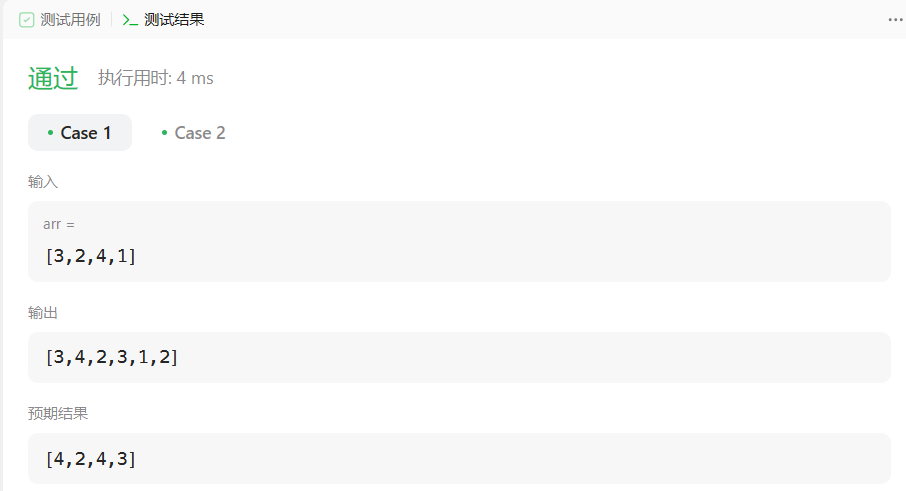 测试用例 测试结果 ...
通过 执行用时: 4 ms
Case 1 Case 2
输入
arr =
[3,2,4,1]
输出
[3,4,2,3,1,2]
预期结果
[4,2,4,3]